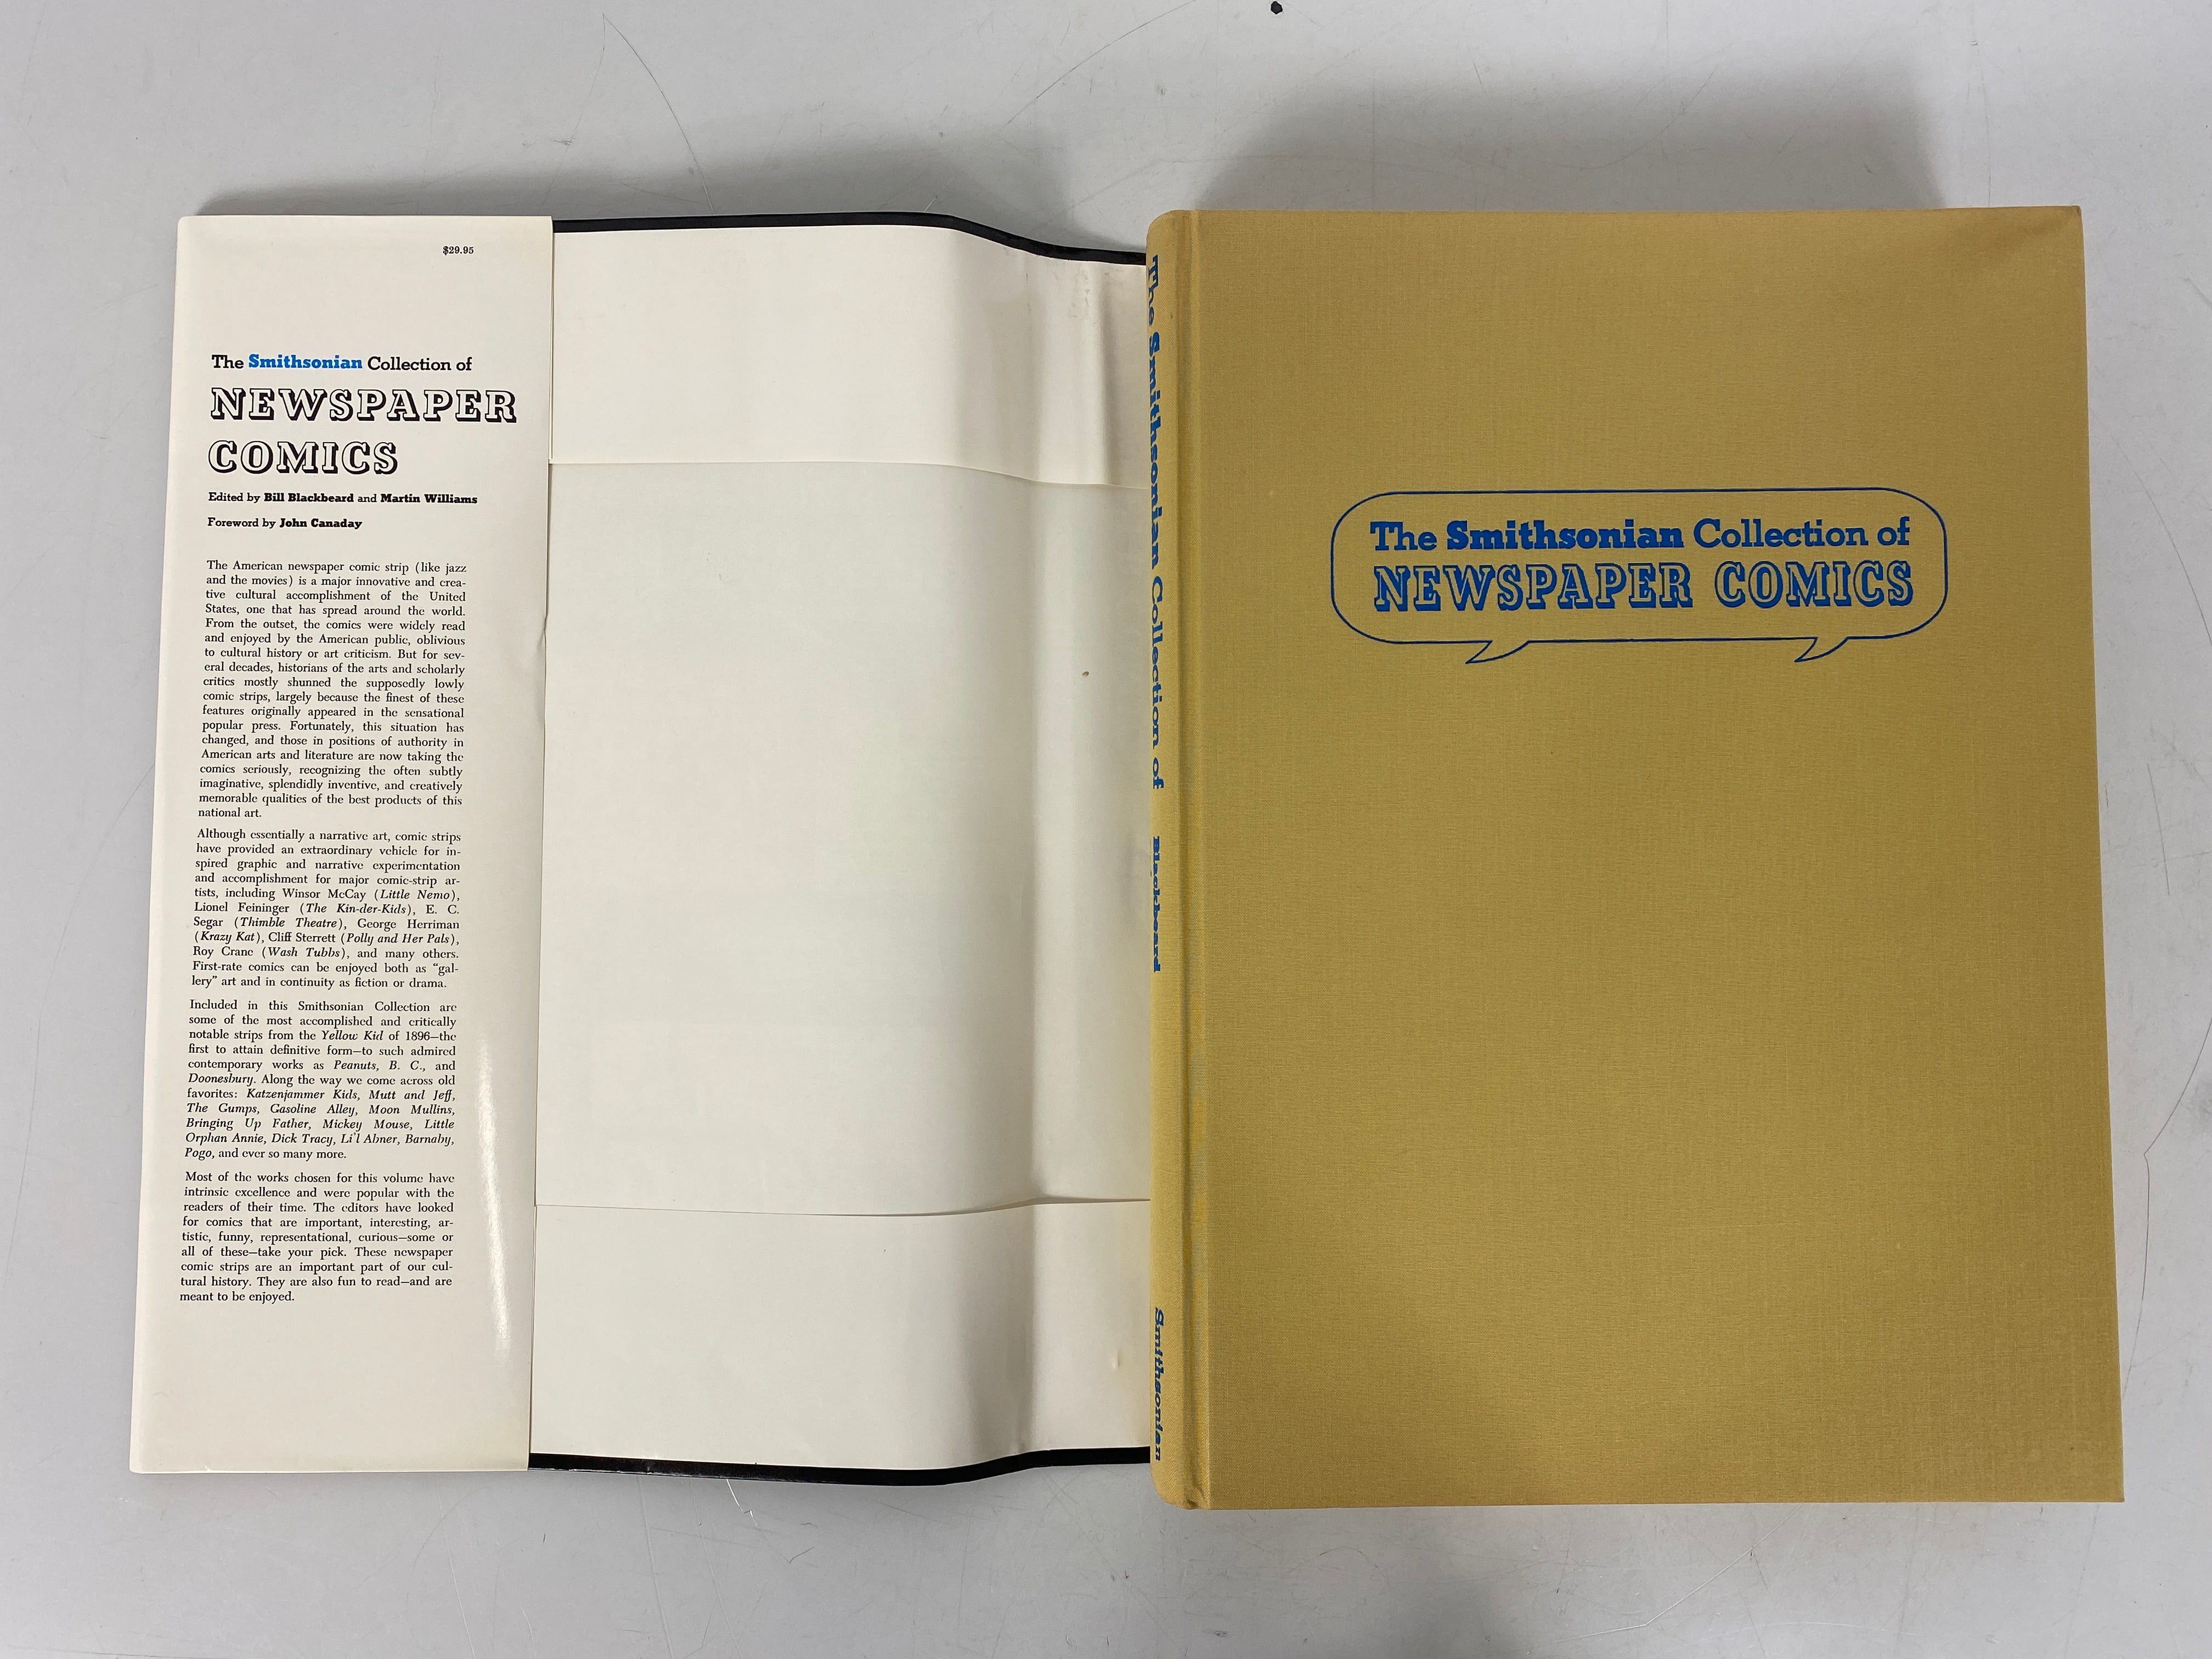 $29.95
The Smithsonian Collection of
NEWSPAPER
COMICS
Edited by Bill Blackbeard and Martin Williams
Foreword by John Canaday
The American newspaper comic strip (like jazz
and the movies) is a major innovative and crea-
tive cultural accomplishment of the United
States, one that has spread around the world.
From the outset, the comics were widely read
and enjoyed by the American public, oblivious
to cultural history or art criticism. But for sev-
eral decades, historians of the arts and scholarly
critics mostly shunned the supposedly lowly
comic strips, largely because the finest of these
features originally appeared in the sensational
popular press. Fortunately, this situation has
changed, and those in positions of authority in
American arts and literature are now taking the
comics seriously, recognizing the often subtly
imaginative, splendidly inventive, and creatively
memorable qualities of the best products of this
national art.
Although essentially a narrative art, comic strips
have provided an extraordinary vehicle for in-
spired graphic and narrative experimentation
and accomplishment for major comic-strip ar-
tists, including Winsor McCay (Little Nemo),
Lionel Feininger (The Kin-der-Kids), E. C.
Segar (Thimble Theatre), George Herriman
(Krazy Kat), Cliff Sterrett (Polly and Her Pals),
Roy Crane (Wash Tubbs), and many others.
First-rate comics can be enjoyed both as "gal-
lery" art and in continuity as fiction or drama.
Included in this Smithsonian Collection are
some of the most accomplished and critically
notable strips from the Yellow Kid of 1896—the
first to attain definitive form—to such admired
contemporary works as Peanuts, B. C., and
Doonesbury. Along the way we come across old
favorites: Katzenjammer Kids, Mutt and Jeff,
The Gumps, Gasoline Alley, Moon Mullins,
Bringing Up Father, Mickey Mouse, Little
Orphan Annie, Dick Tracy, Li'l Abner, Barnaby,
Pogo, and ever so many more.
Most of the works chosen for this volume have
intrinsic excellence and were popular with the
readers of their time. The editors have looked
for comics that are important, interesting, ar-
tistic, funny, representational, curious—some or
all of these—take your pick. These newspaper
comic strips are an important part of our cul-
tural history. They are also fun to read—and are
meant to be enjoyed.
The Smithsonian Collection of
Blackbeard
Smithsonian
The Smithsonian Collection of
NEWSPAPER COMICS